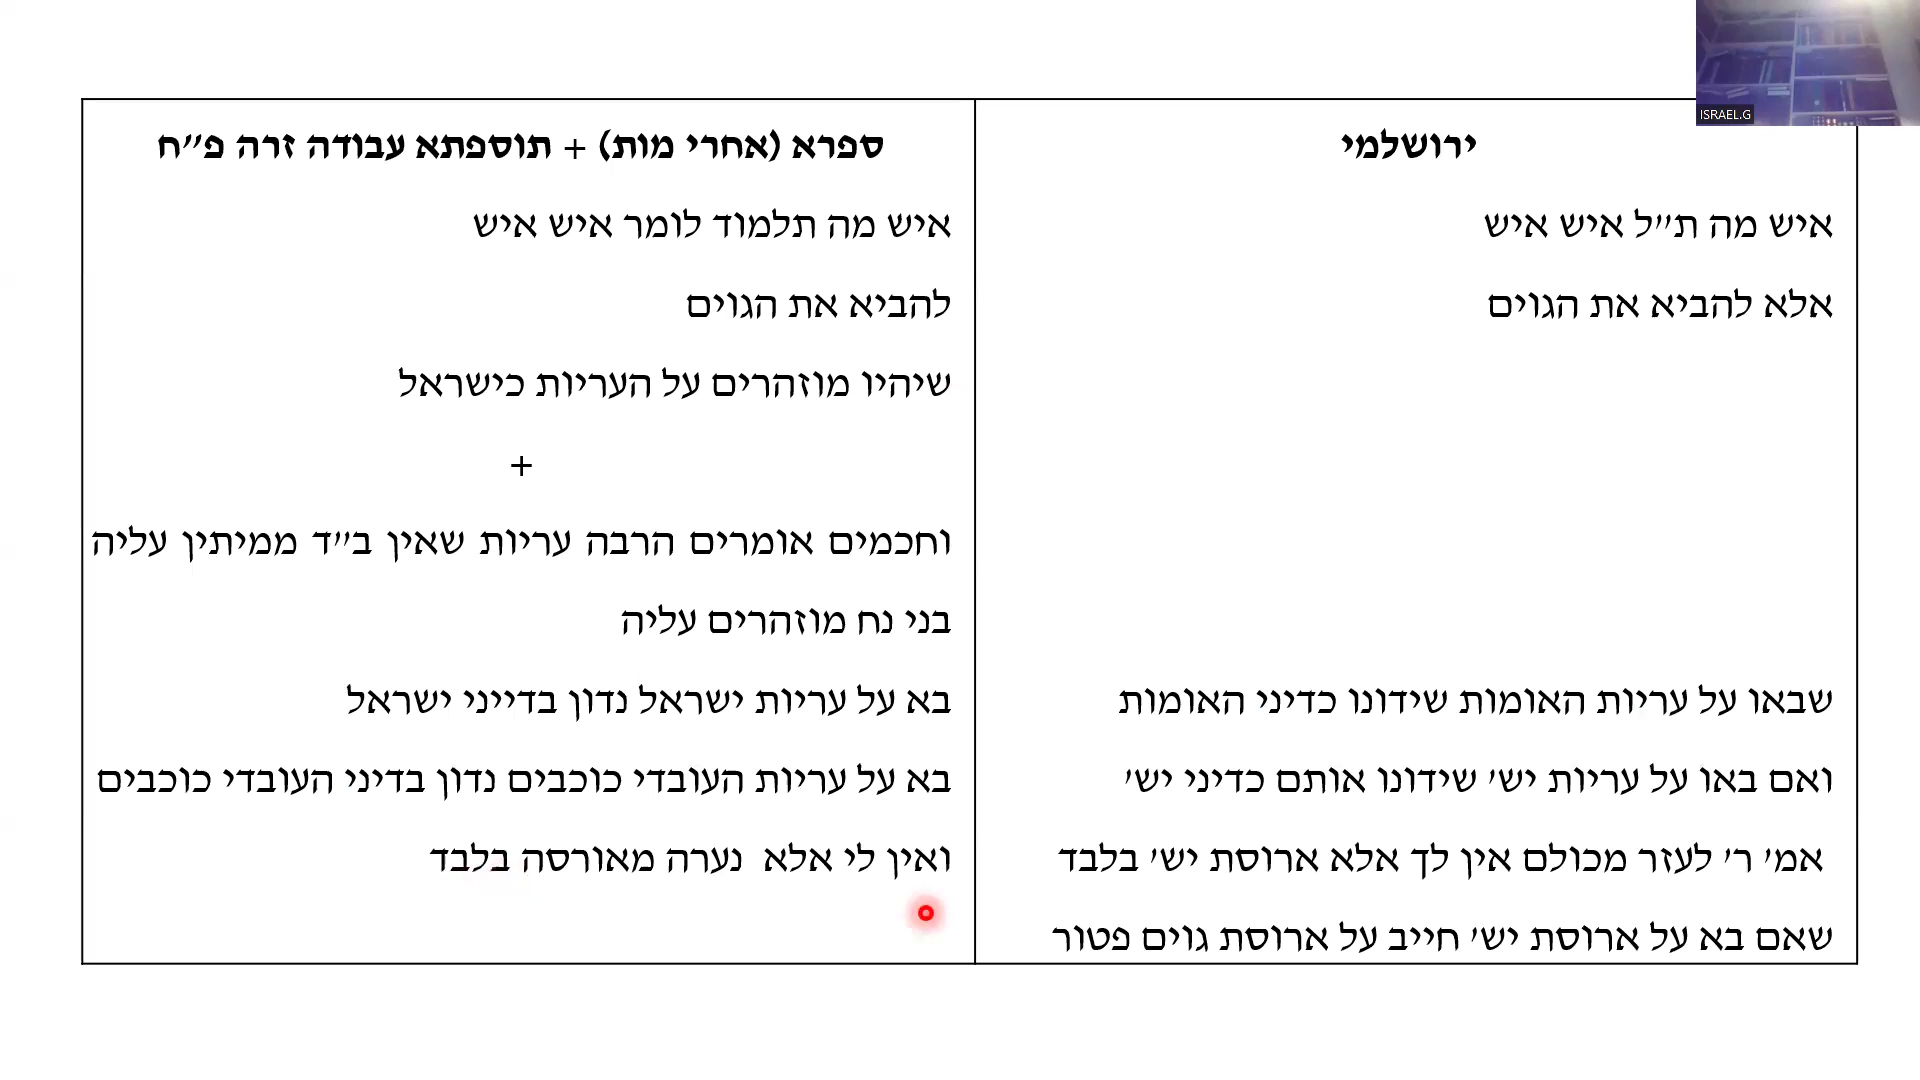 ISRAEL.G
ירושלמי
איש מה ת״ל איש איש
אלא להביא את הגוים
שבאו על עריות האומות שידונו כדיני האומות
ואם באו על עריות יש׳ שידונו אותם כדיני יש׳
אמ׳ ר׳ לעזר מכולם אין לך אלא ארוסת יש׳ בלבד
שאם בא על ארוסת יש׳ חייב על ארוסת גוים פטור
ספרא (אחרי מות) + תוספתא עבודה זרה פ״ח
איש מה תלמוד לומר איש איש
להביא את הגוים
שיהיו מוזהרים על העריות כישראל
+
וחכמים אומרים הרבה עריות שאין ב״ד ממיתין עליה
בני נח מוזהרים עליה
בא על עריות ישראל נדון בדייני ישראל
בא על עריות העובדי כוכבים נדון בדיני העובדי כוכבים
ואין לי אלא נערה מאורסה בלבד